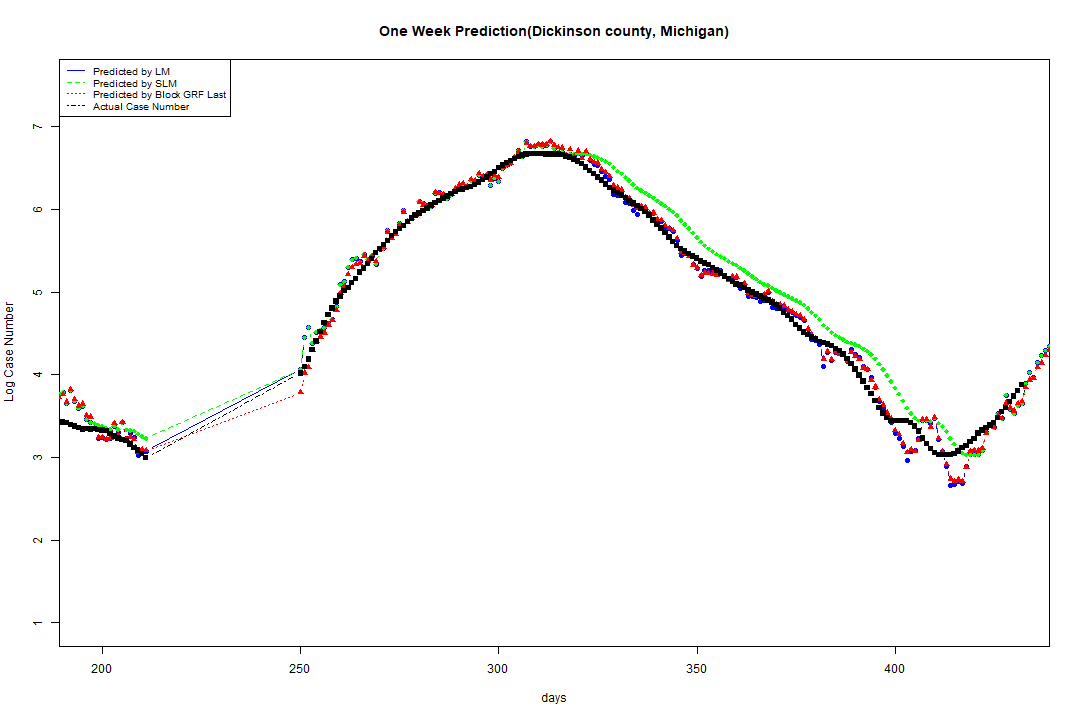 One Week Prediction(Dickinson county, Michigan)
Predicted by LM
Predicted by SLM
Predicted by Block GRF Last
Actual Case Number
Log Case Number
7
6
5
4
3
2
1
200 250 300 350 400
days